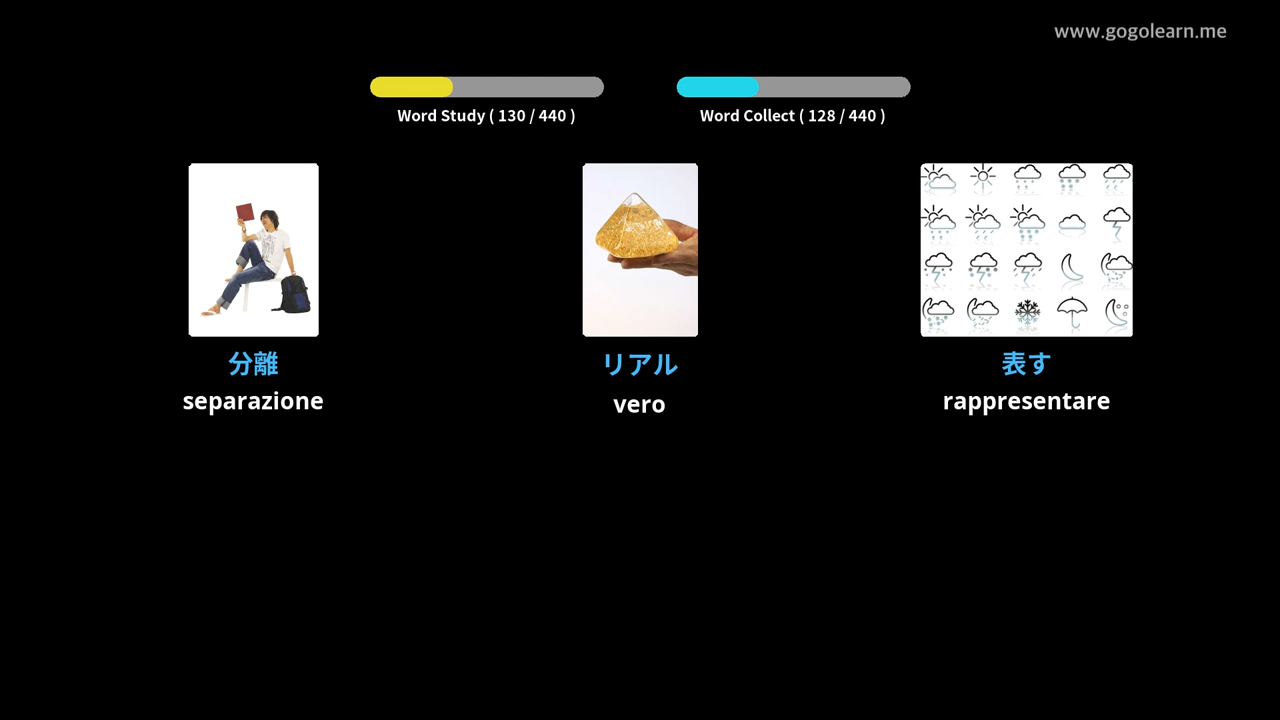 www.gogolearn.me
Word Study ( 130 / 440 )
Word Collect ( 128 / 440 )
分離
separazione
リアル
vero
表す
rappresentare